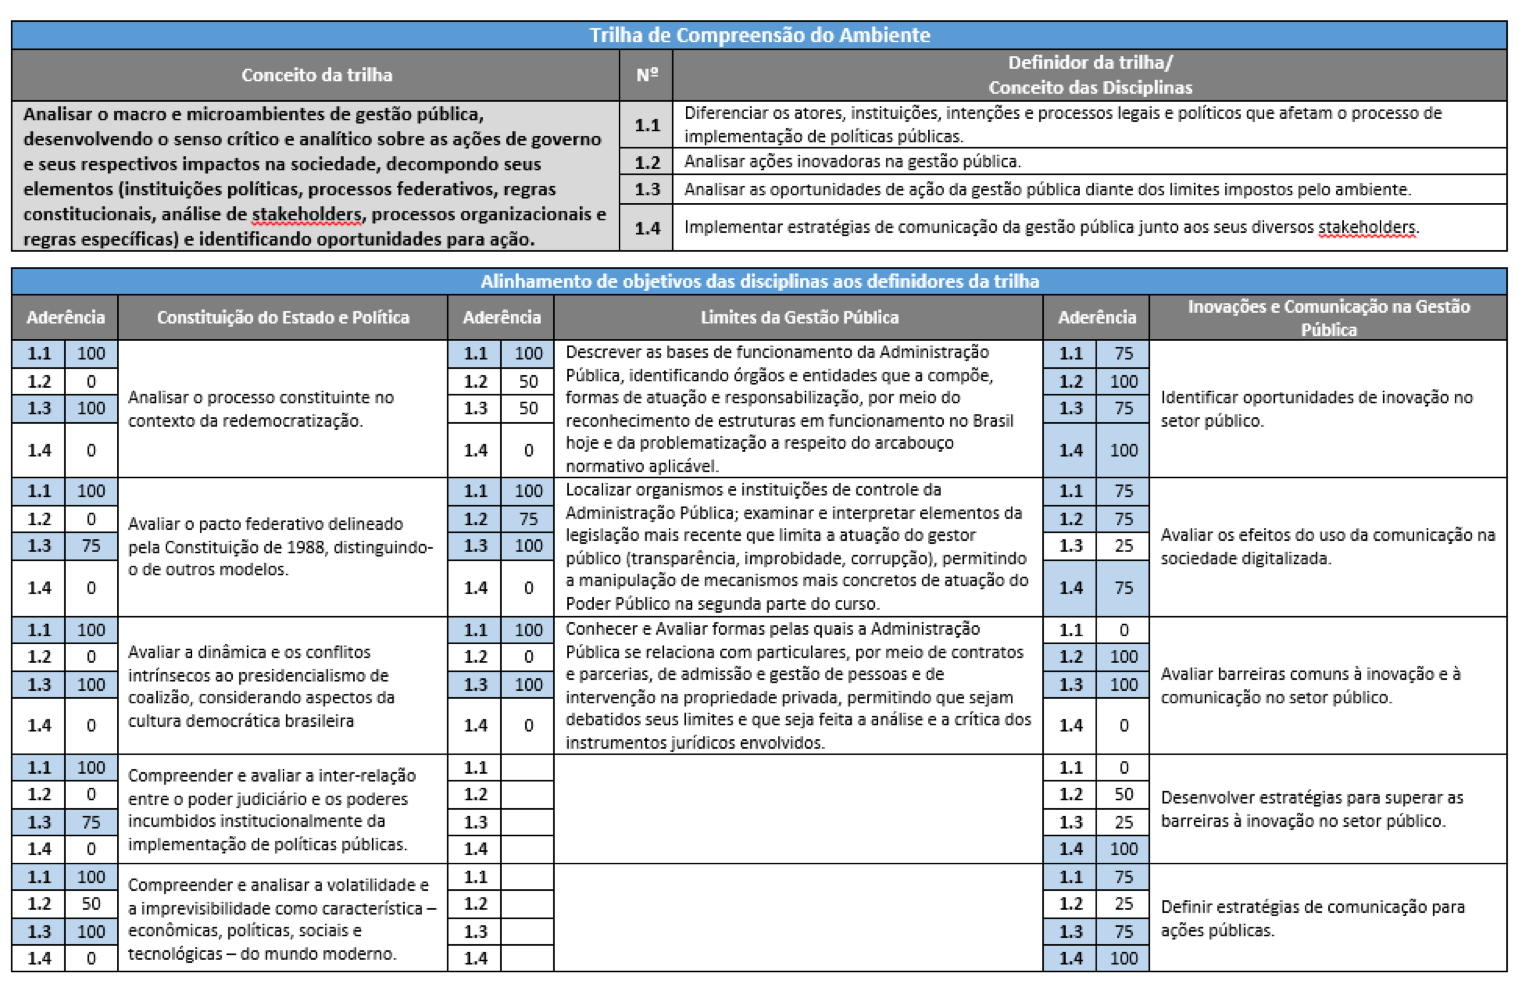 Trilha de Compreensão do Ambiente
Conceito da trilha
Nº
Definidor da trilha/
Conceito das Disciplinas
Analisar o macro e microambientes de gestão pública,
desenvolvendo o senso crítico e analítico sobre as ações de governo
e seus respectivos impactos na sociedade, decompondo seus
elementos (instituições políticas, processos federativos, regras
constitucionais, análise de stakeholders, processos organizacionais e
regras específicas) e identificando oportunidades para ação.
1.1
Diferenciar os atores, instituições, intenções e processos legais e políticos que afetam o processo de
implementação de políticas públicas.
1.2
Analisar ações inovadoras na gestão pública.
1.3
Analisar as oportunidades de ação da gestão pública diante dos limites impostos pelo ambiente.
1.4
Implementar estratégias de comunicação da gestão pública junto aos seus diversos stakeholders.
Alinhamento de objetivos das disciplinas aos definidores da trilha
Aderência
Constituição do Estado e Política
Aderência
Limites da Gestão Pública
Aderência
Inovações e Comunicação na Gestão
Pública
1.1 100
1.2 0
1.3 100
1.4 0
Analisar o processo constituinte no
contexto da redemocratização.
1.1 100
1.2 50
1.3 50
1.4 0
Descrever as bases de funcionamento da Administração
Pública, identificando órgãos e entidades que a compõe,
formas de atuação e responsabilização, por meio do
reconhecimento de estruturas em funcionamento no Brasil
hoje e da problematização a respeito do arcabouço
normativo aplicável.
1.1 75
1.2 100
1.3 75
1.4 100
Identificar oportunidades de inovação no
setor público.
1.1 100
1.2 0
1.3 75
1.4 0
Avaliar o pacto federativo delineado
pela Constituição de 1988, distinguindo-
o de outros modelos.
1.1 100
1.2 75
1.3 100
1.4 0
Localizar organismos e instituições de controle da
Administração Pública; examinar e interpretar elementos da
legislação mais recente que limita a atuação do gestor
público (transparência, improbidade, corrupção), permitindo
a manipulação de mecanismos mais concretos de atuação do
Poder Público na segunda parte do curso.
1.1 75
1.2 75
1.3 25
1.4 75
Avaliar os efeitos do uso da comunicação na
sociedade digitalizada.
1.1 100
1.2 0
1.3 100
1.4 0
Avaliar a dinâmica e os conflitos
intrínsecos ao presidencialismo de
coalizão, considerando aspectos da
cultura democrática brasileira
1.1 100
1.2 0
1.3 100
1.4 0
Conhecer e Avaliar formas pelas quais a Administração
Pública se relaciona com particulares, por meio de contratos
e parcerias, de admissão e gestão de pessoas e de
intervenção na propriedade privada, permitindo que sejam
debatidos seus limites e que seja feita a análise e a crítica dos
instrumentos jurídicos envolvidos.
1.1 0
1.2 100
1.3 100
1.4 0
Avaliar barreiras comuns à inovação e à
comunicação no setor público.
1.1 100
1.2 0
1.3 75
1.4 0
Compreender e avaliar a inter-relação
entre o poder judiciário e os poderes
incumbidos institucionalmente da
implementação de políticas públicas.
1.1
1.2
1.3
1.4
1.1 0
1.2 50
1.3 25
1.4 100
Desenvolver estratégias para superar as
barreiras à inovação no setor público.
1.1 100
1.2 50
1.3 100
1.4 0
Compreender e analisar a volatilidade e
a imprevisibilidade como característica –
econômicas, políticas, sociais e
tecnológicas – do mundo moderno.
1.1
1.2
1.3
1.4
1.1 75
1.2 25
1.3 75
1.4 100
Definir estratégias de comunicação para
ações públicas.